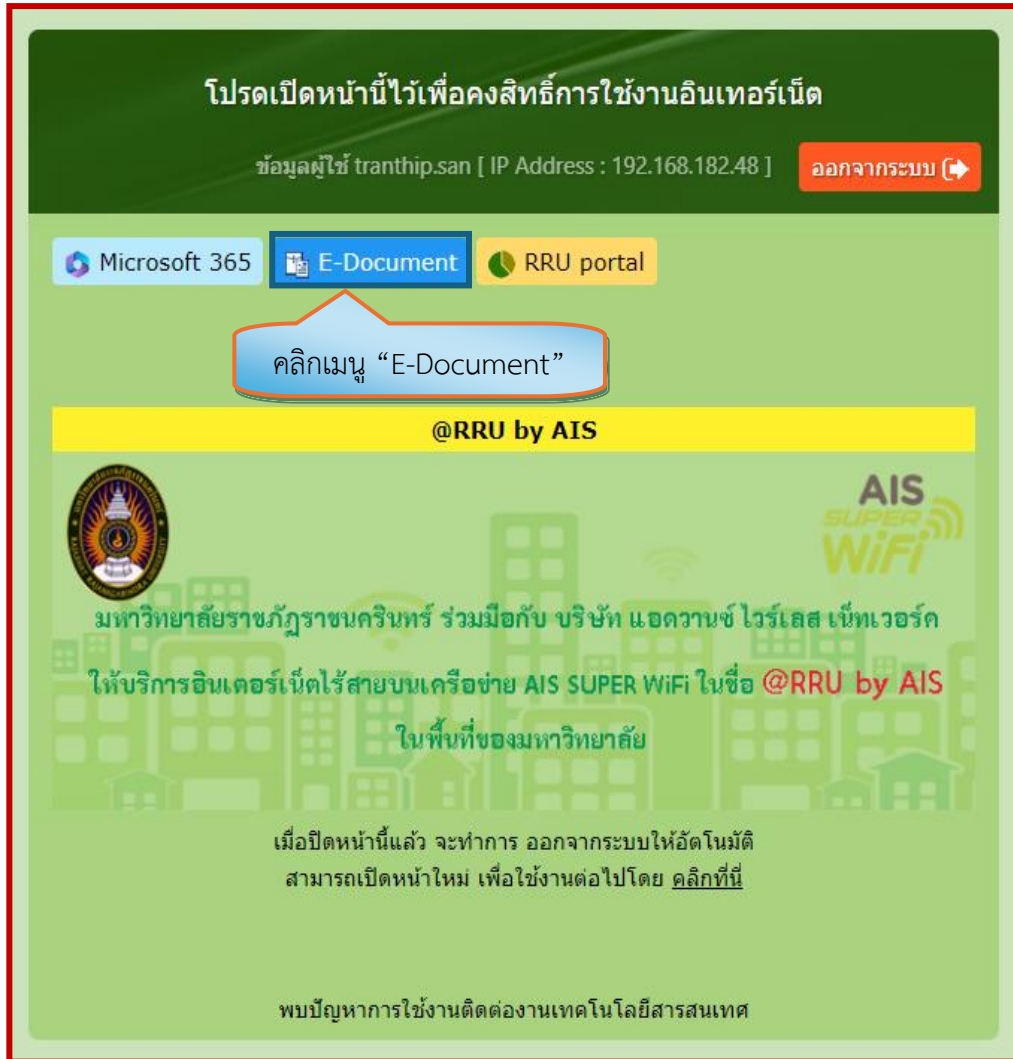 โปรดเปิดหน้านี้ไว้เพื่อคงสิทธิ์การใช้งานอินเทอร์เน็ต
ข้อมูลผู้ใช้ tranthip.san [ IP Address : 192.168.182.48 ]
ออกจากระบบ
Microsoft 365
E-Document
RRU portal
คลิกเมนู “E-Document”
@RRU by AIS
AIS
SUPER
WiFi
มหาวิทยาลัยราชภัฏราชนครินทร์ ร่วมมือกับ บริษัท แอดวานซ์ ไวร์เลส เน็ทเวอร์ค
ให้บริการอินเตอร์เน็ตไร้สายบนเครือข่าย AIS SUPER WiFi ในชื่อ @RRU by AIS
ในพื้นที่ของมหาวิทยาลัย
เมื่อปิดหน้านี้แล้ว จะทำการ ออกจากระบบให้อัตโนมัติ
สามารถเปิดหน้าใหม่ เพื่อใช้งานต่อไปโดย คลิกที่นี่
พบปัญหาการใช้งานติดต่องานเทคโนโลยีสารสนเทศ